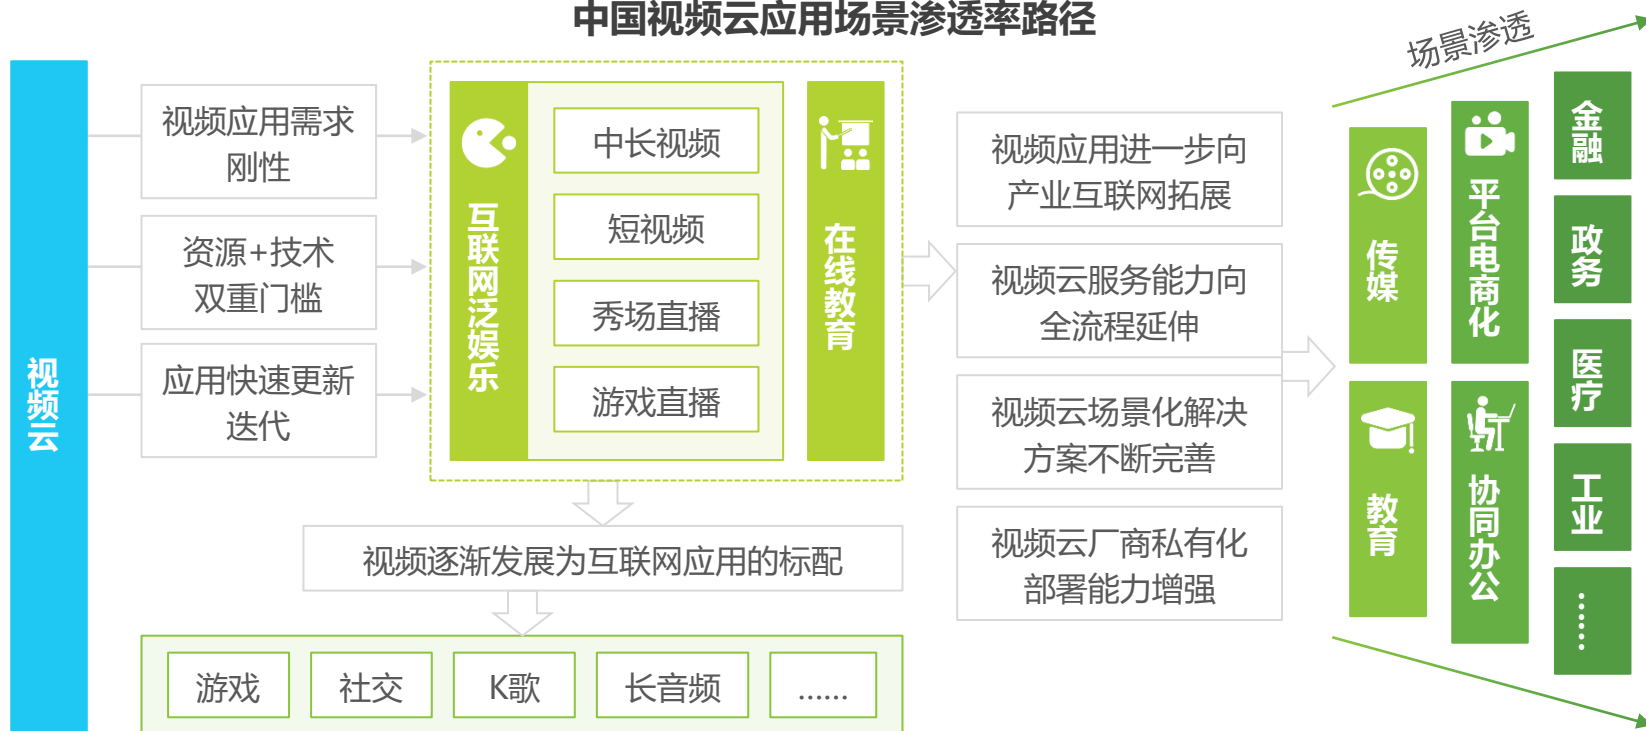 中国视频云应用场景渗透率路径
视频云
视频应用需求
刚性
资源+技术
双重门槛
应用快速更新
迭代
互联网泛娱乐
中长视频
短视频
秀场直播
游戏直播
在线教育
视频逐渐发展为互联网应用的标配
游戏
社交
K歌
长音频
......
视频应用进一步向
产业互联网拓展
视频云服务能力向
全流程延伸
视频云场景化解决
方案不断完善
视频云厂商私有化
部署能力增强
场景渗透
传媒
教育
平台电商化
协同办公
金融
政务
医疗
工业
......